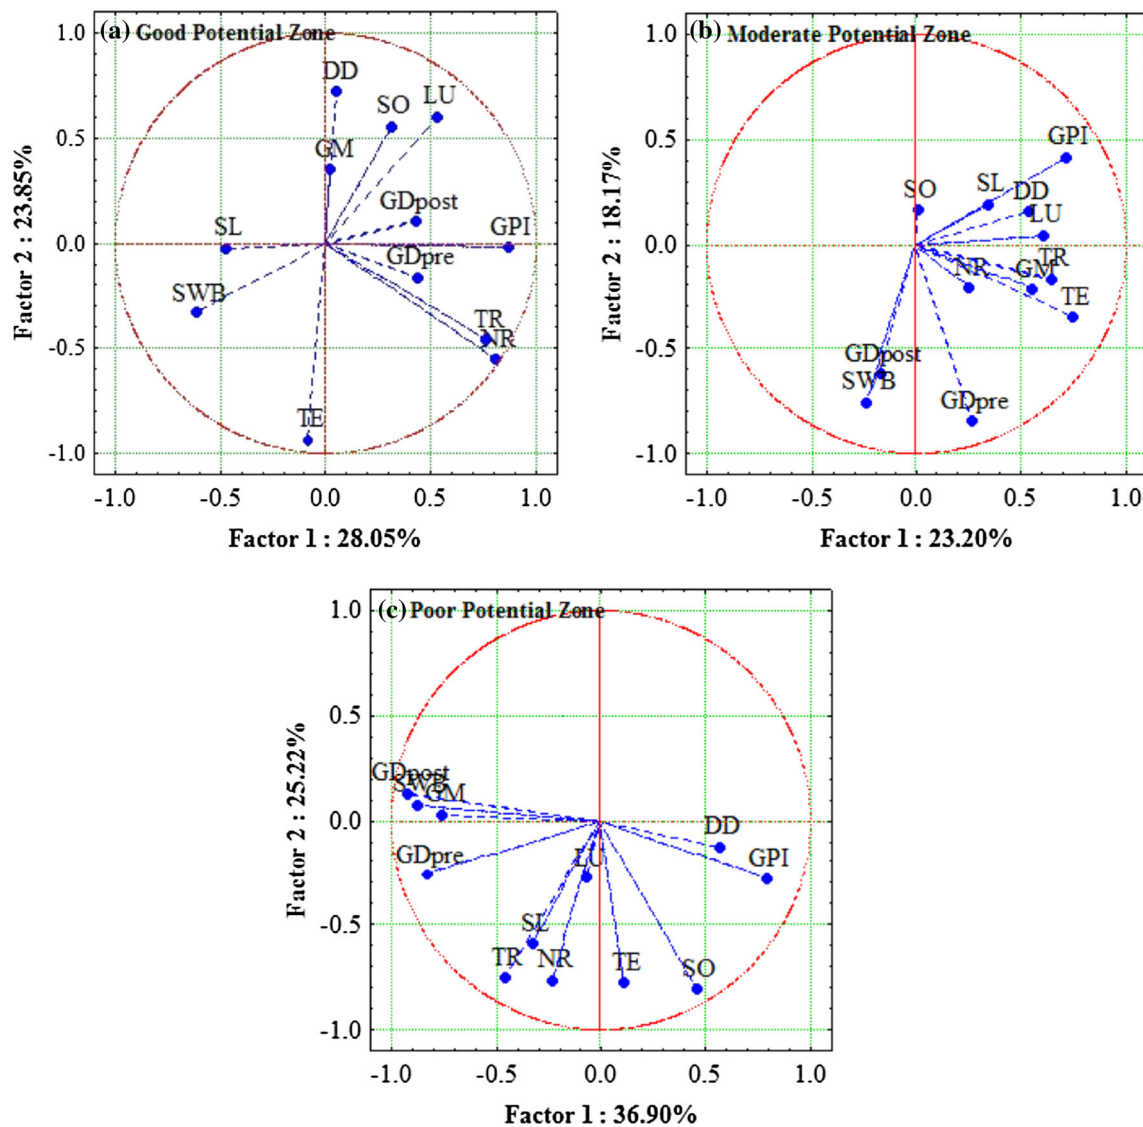 (a) Good Potential Zone
1.0
0.5
0.0
-0.5
-1.0
Factor 2 : 23.85%
DD
SO
LU
GM
GDpost
SL
GPI
GDpre
SWB
TR
NR
TE
-1.0 -0.5 0.0 0.5 1.0
Factor 1 : 28.05%
(b) Moderate Potential Zone
1.0
0.5
0.0
-0.5
-1.0
Factor 2 : 18.17%
GPI
SO
SL
DD
LU
TR
NR
GM
TE
GDpost
SWB
GDpre
-1.0 -0.5 0.0 0.5 1.0
Factor 1 : 23.20%
(c) Poor Potential Zone
1.0
0.5
0.0
-0.5
-1.0
Factor 2 : 25.22%
GDpost
SWB
GM
DD
GDpre
LU
GPI
SL
TR
NR
TE
SO
-1.0 -0.5 0.0 0.5 1.0
Factor 1 : 36.90%